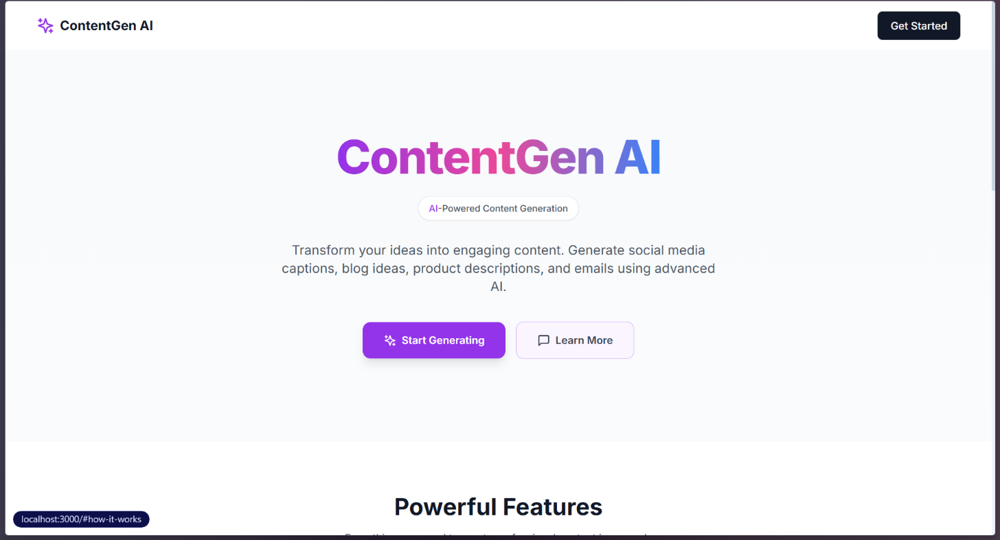 ContentGen AI
Get Started
ContentGen AI
AI-Powered Content Generation
Transform your ideas into engaging content. Generate social media
captions, blog ideas, product descriptions, and emails using advanced
AI.
Start Generating
Learn More
Powerful Features
localhost:3000/#how-it-works